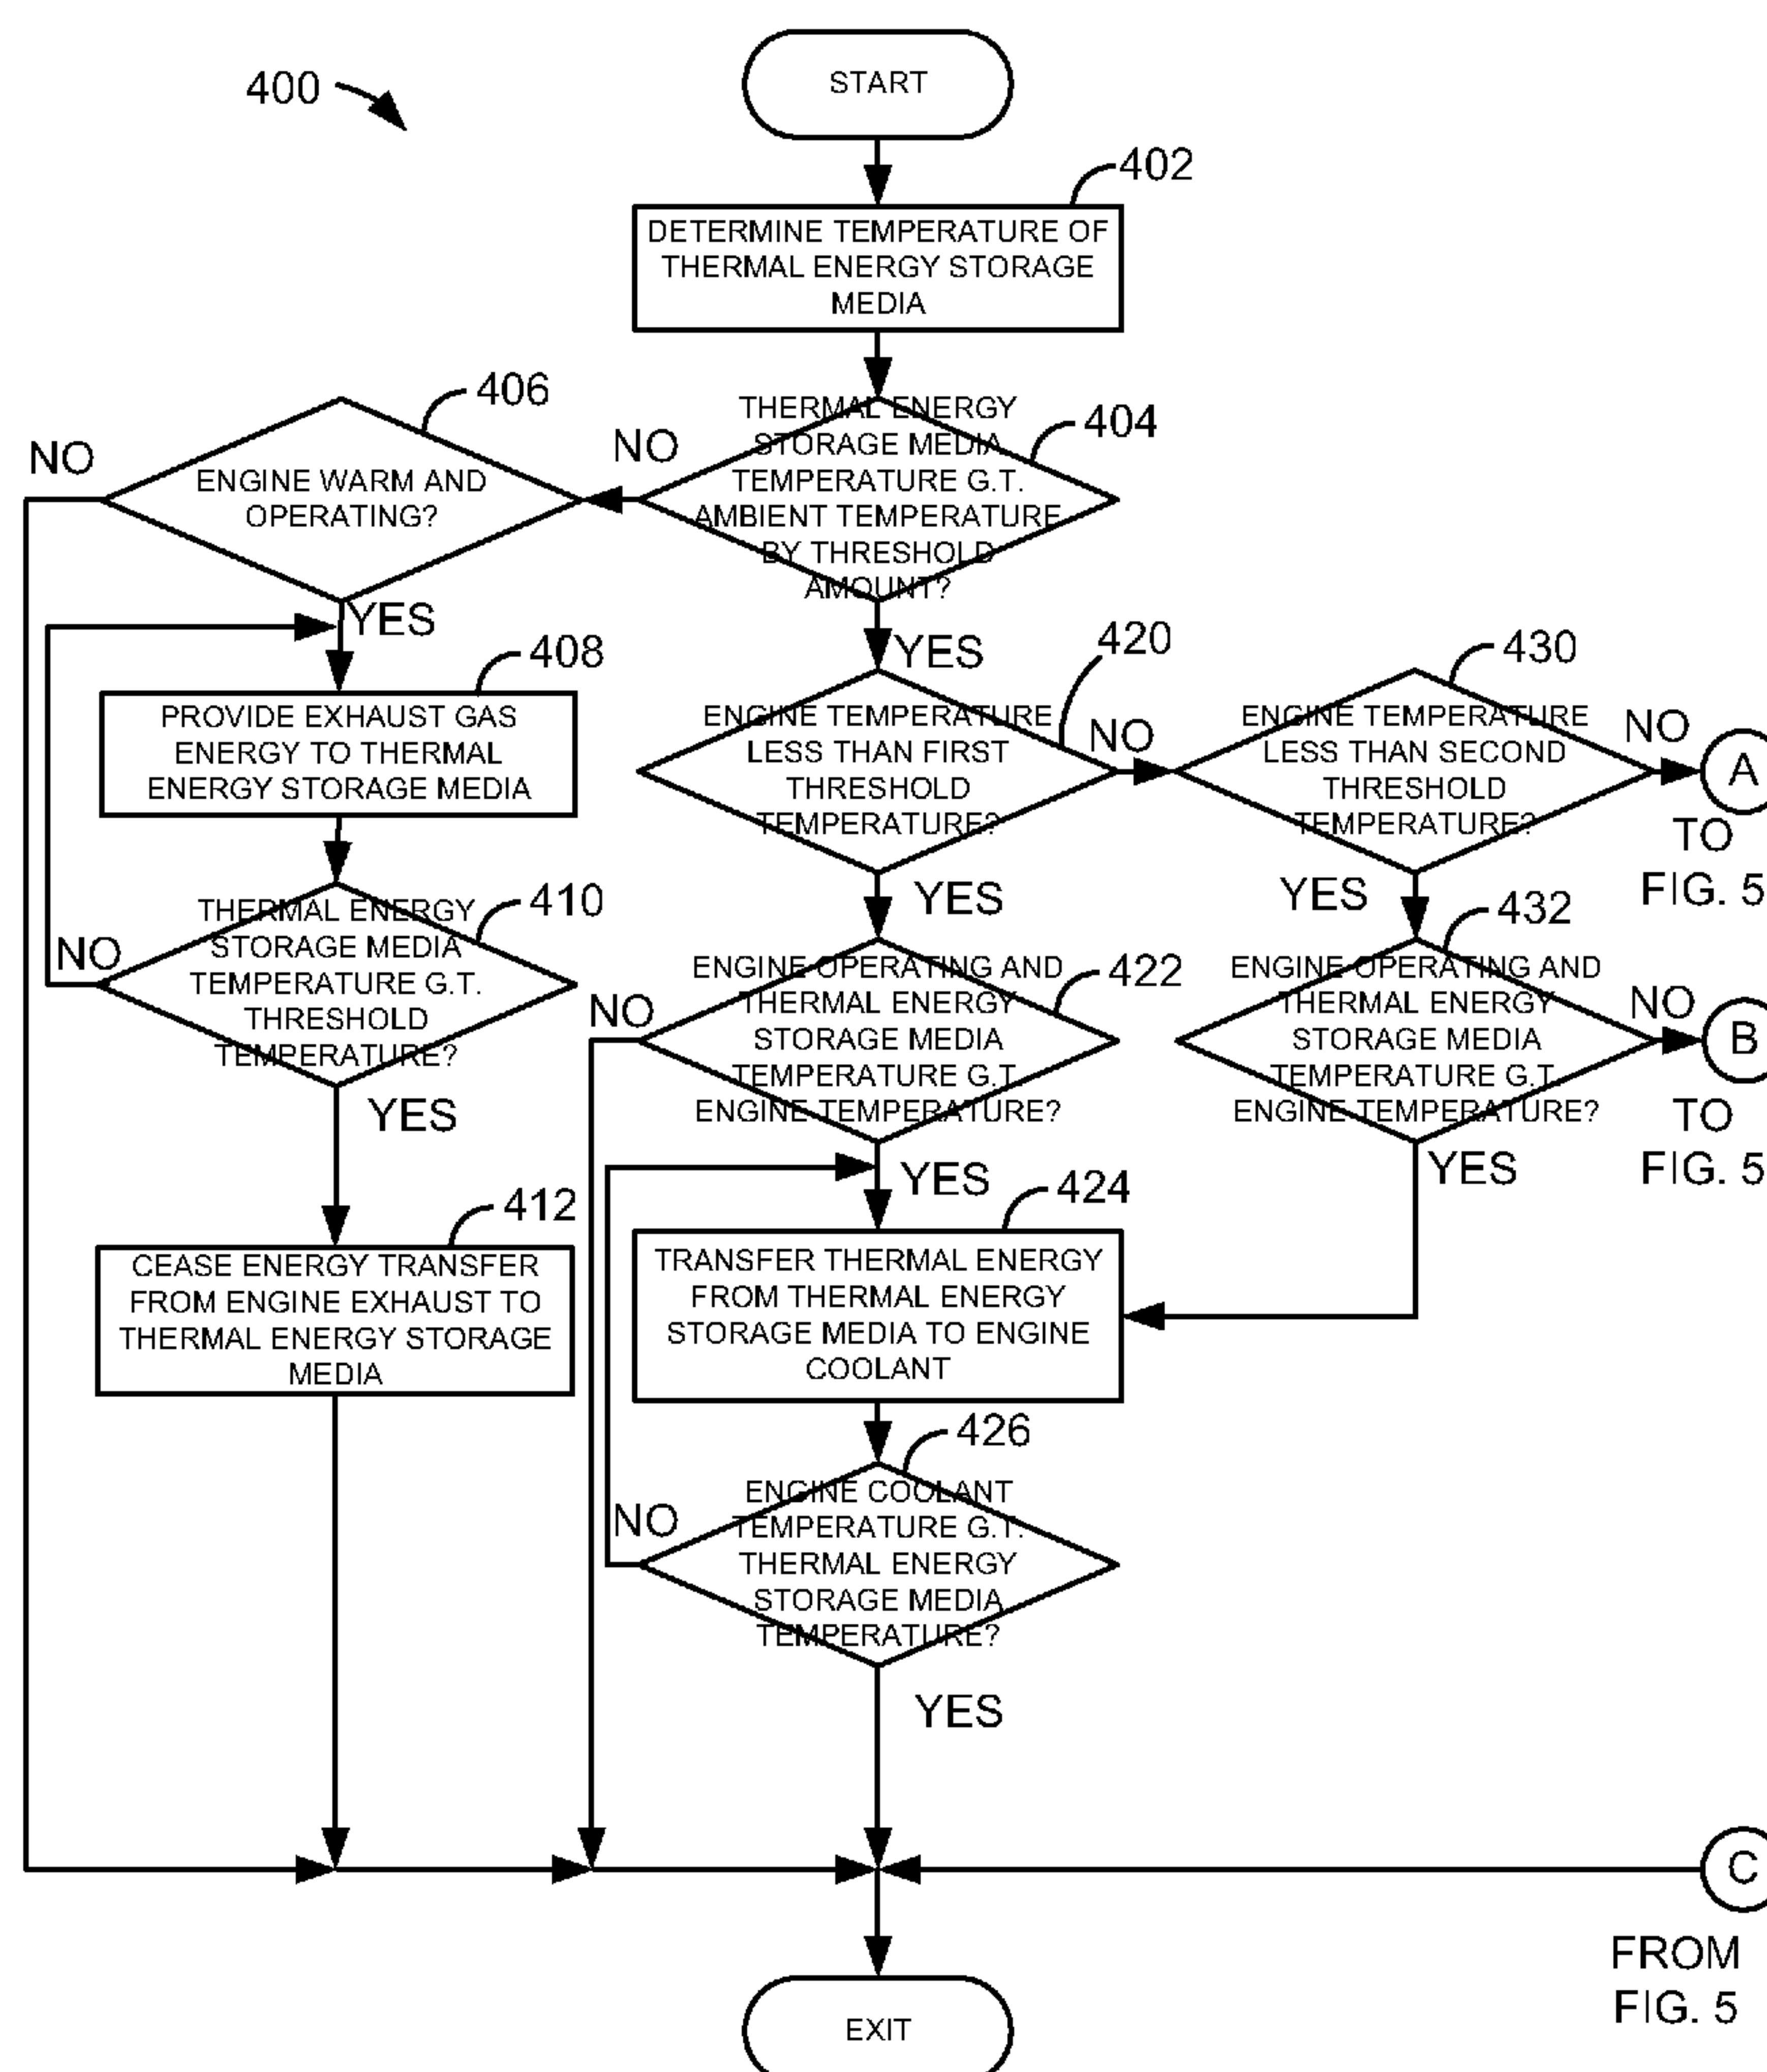 400
START
402
DETERMINE TEMPERATURE OF
THERMAL ENERGY STORAGE
MEDIA
406
NO
ENGINE WARM AND
OPERATING?
YES
404
NO
THERMAL ENERGY
STORAGE MEDIA
TEMPERATURE G.T.
AMBIENT TEMPERATURE
BY THRESHOLD
AMOUNT?
YES
408
PROVIDE EXHAUST GAS
ENERGY TO THERMAL
ENERGY STORAGE MEDIA
420
ENGINE TEMPERATURE
LESS THAN FIRST
THRESHOLD
TEMPERATURE?
NO
YES
430
ENGINE TEMPERATURE
LESS THAN SECOND
THRESHOLD
TEMPERATURE?
NO
A
TO
FIG. 5
YES
410
THERMAL ENERGY
STORAGE MEDIA
TEMPERATURE G.T.
THRESHOLD
TEMPERATURE?
NO
YES
422
ENGINE OPERATING AND
THERMAL ENERGY
STORAGE MEDIA
TEMPERATURE G.T.
ENGINE TEMPERATURE?
NO
YES
432
ENGINE OPERATING AND
THERMAL ENERGY
STORAGE MEDIA
TEMPERATURE G.T.
ENGINE TEMPERATURE?
NO
B
TO
FIG. 5
YES
412
CEASE ENERGY TRANSFER
FROM ENGINE EXHAUST TO
THERMAL ENERGY STORAGE
MEDIA
424
TRANSFER THERMAL ENERGY
FROM THERMAL ENERGY
STORAGE MEDIA TO ENGINE
COOLANT
426
NO
ENGINE COOLANT
TEMPERATURE G.T.
THERMAL ENERGY
STORAGE MEDIA
TEMPERATURE?
YES
C
FROM
FIG. 5
EXIT